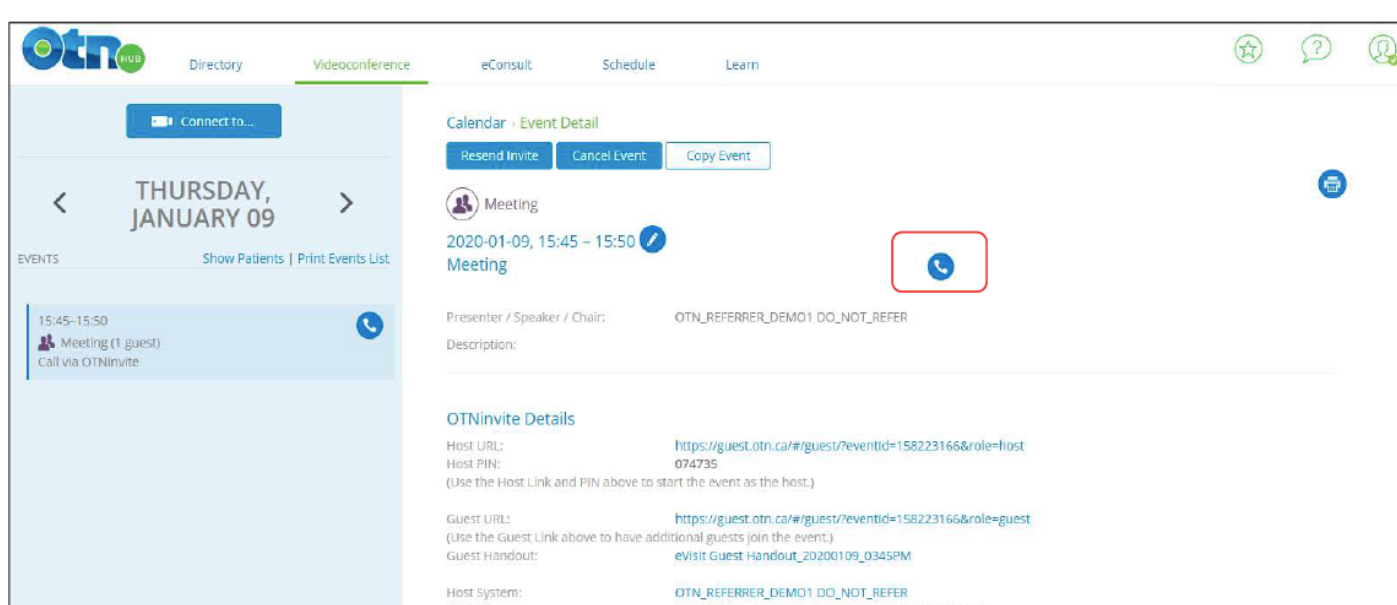 otn HUB
Directory Videoconference eConsult Schedule Learn
Connect to...
THURSDAY,
JANUARY 09
EVENTS Show Patients | Print Events List
15:45–15:50
Meeting (1 guest)
Call via OTNinvite
Calendar › Event Detail
Resend Invite Cancel Event Copy Event
Meeting
2020-01-09, 15:45 – 15:50
Meeting
Presenter / Speaker / Chair: OTN_REFERRER_DEMO1 DO_NOT_REFER
Description:
OTNinvite Details
Host URL: https://guest.otn.ca/#/guest/?eventId=158223166&role=host
Host PIN: 074735
(Use the Host Link and PIN above to start the event as the host.)
Guest URL: https://guest.otn.ca/#/guest/?eventId=158223166&role=guest
(Use the Guest Link above to have additional guests join the event.)
Guest Handout: eVisit Guest Handout_20200109_0345PM
Host System: OTN_REFERRER_DEMO1 DO_NOT_REFER